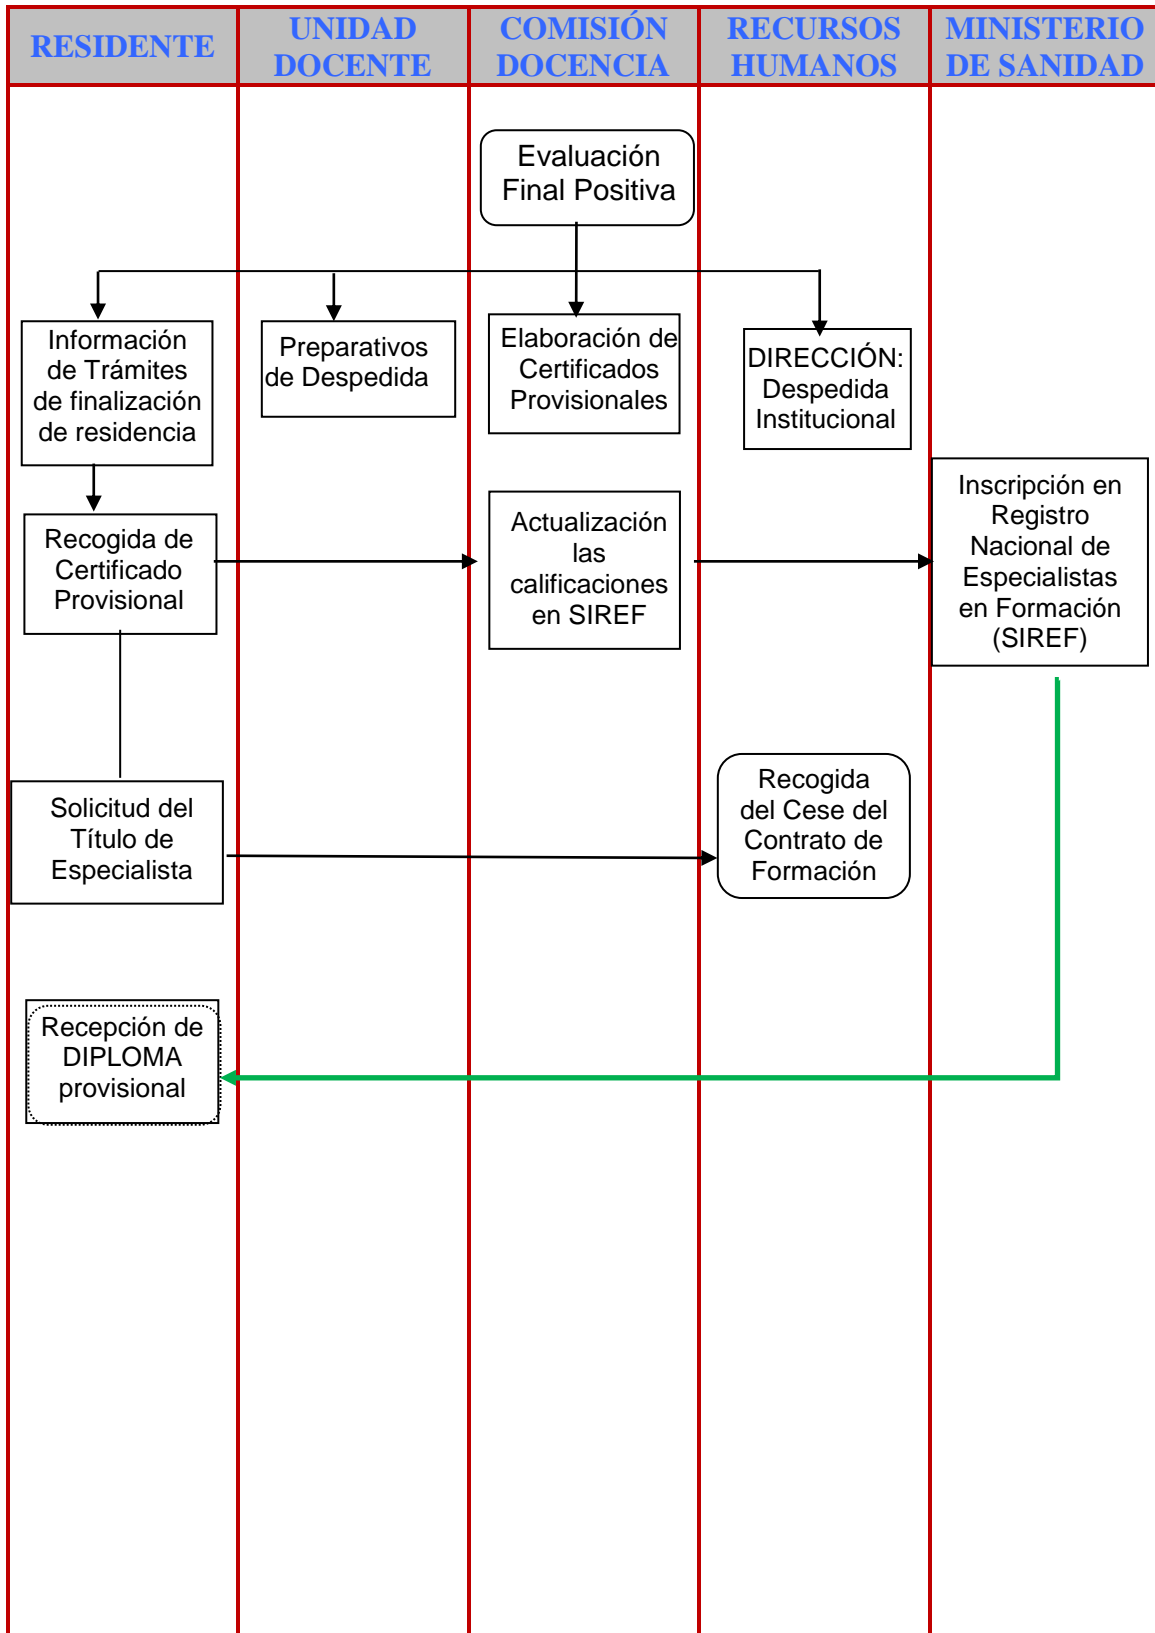 RESIDENTE
UNIDAD
DOCENTE
COMISIÓN
DOCENCIA
RECURSOS
HUMANOS
MINISTERIO
DE SANIDAD
Evaluación
Final Positiva
Información
de Trámites
de finalización
de residencia
Preparativos
de Despedida
Elaboración de
Certificados
Provisionales
DIRECCIÓN:
Despedida
Institucional
Recogida de
Certificado
Provisional
Actualización
las
calificaciones
en SIREF
Inscripción en
Registro
Nacional de
Especialistas
en Formación
(SIREF)
Solicitud del
Título de
Especialista
Recogida
del Cese del
Contrato de
Formación
Recepción de
DIPLOMA
provisional